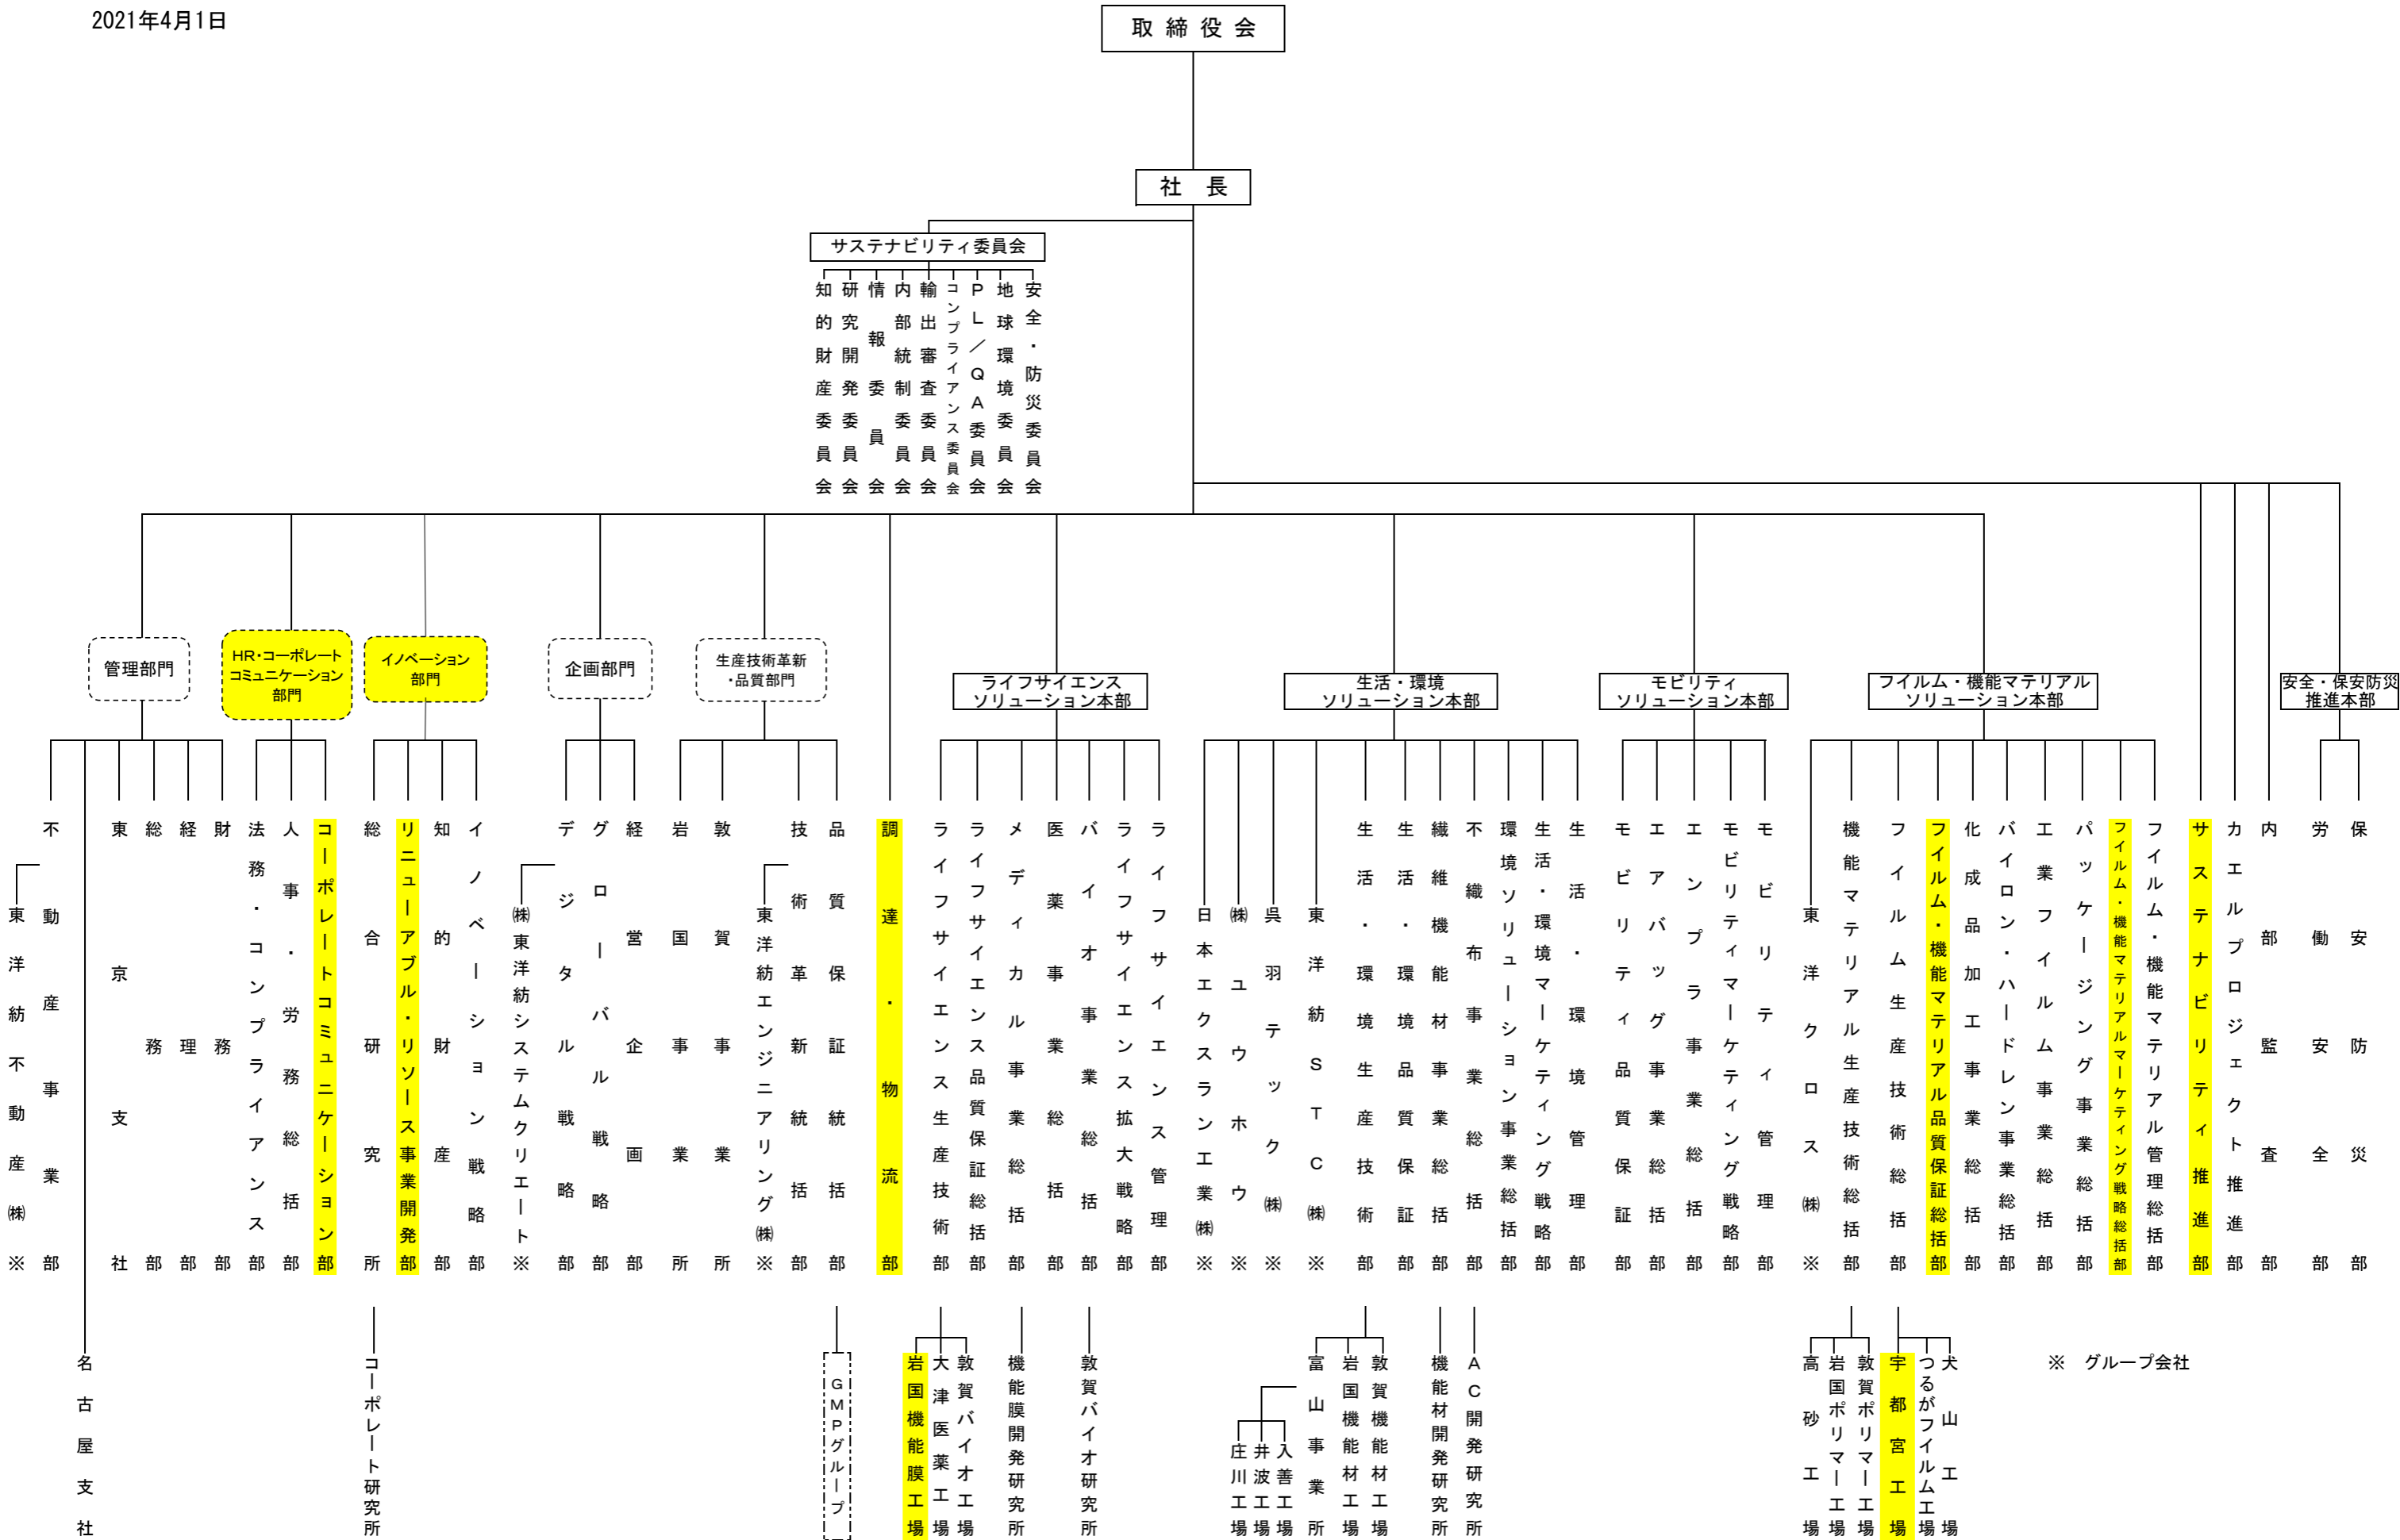 2021年4月1日
取締役会
社長
サステナビリティ委員会
知的財産委員会
研究開発委員会
情報委員会
内部統制委員会
輸出審査委員会
コンプライアンス委員会
PL／QA委員会
地球環境委員会
安全・防災委員会
管理部門
HR・コーポレート
コミュニケーション
部門
イノベーション
部門
企画部門
生産技術革新
・品質部門
ライフサイエンス
ソリューション本部
生活・環境
ソリューション本部
モビリティ
ソリューション本部
フイルム・機能マテリアル
ソリューション本部
安全・保安防災
推進本部
東洋紡不動産㈱※
不動産事業部
東京支社
総務部
経理部
財務部
法務・コンプライアンス部
人事・労務総括部
コーポレートコミュニケーション部
総合研究所
リニューアブル・リソース事業開発部
知的財産部
イノベーション戦略部
㈱東洋紡システムクリエート※
デジタル戦略部
グローバル戦略部
経営企画部
岩国事業所
敦賀事業所
東洋紡エンジニアリング㈱※
技術革新統括部
品質保証統括部
調達・物流部
ライフサイエンス生産技術部
ライフサイエンス品質保証総括部
メディカル事業総括部
医薬事業総括部
バイオ事業総括部
ライフサイエンス拡大戦略部
ライフサイエンス管理部
日本エクスラン工業㈱※
㈱ユウホウ※
呉羽テック㈱※
東洋紡STC㈱※
生活・環境生産技術部
生活・環境品質保証部
繊維機能材事業総括部
不織布事業総括部
環境ソリューション事業総括部
生活・環境マーケティング戦略部
生活・環境管理部
モビリティ品質保証部
エアバッグ事業総括部
エンプラ事業総括部
モビリティマーケティング戦略部
モビリティ管理部
東洋クロス㈱※
機能マテリアル生産技術総括部
フイルム生産技術総括部
フイルム・機能マテリアル品質保証総括部
化成品加工事業総括部
バイロン・ハードレン事業総括部
工業フイルム事業総括部
パッケージング事業総括部
フイルム・機能マテリアルマーケティング戦略総括部
フイルム・機能マテリアル管理総括部
サステナビリティ推進部
カエルプロジェクト推進部
内部監査部
労働安全部
保安防災部
名古屋支社
コーポレート研究所
GMPグループ
岩国機能膜工場
大津医薬工場
敦賀バイオ工場
機能膜開発研究所
敦賀バイオ研究所
庄川工場
井波工場
入善工場
富山事業所
岩国機能材工場
敦賀機能材工場
機能材開発研究所
AC開発研究所
高砂工場
岩国ポリマー工場
敦賀ポリマー工場
宇都宮工場
つるがフイルム工場
犬山工場
※　グループ会社